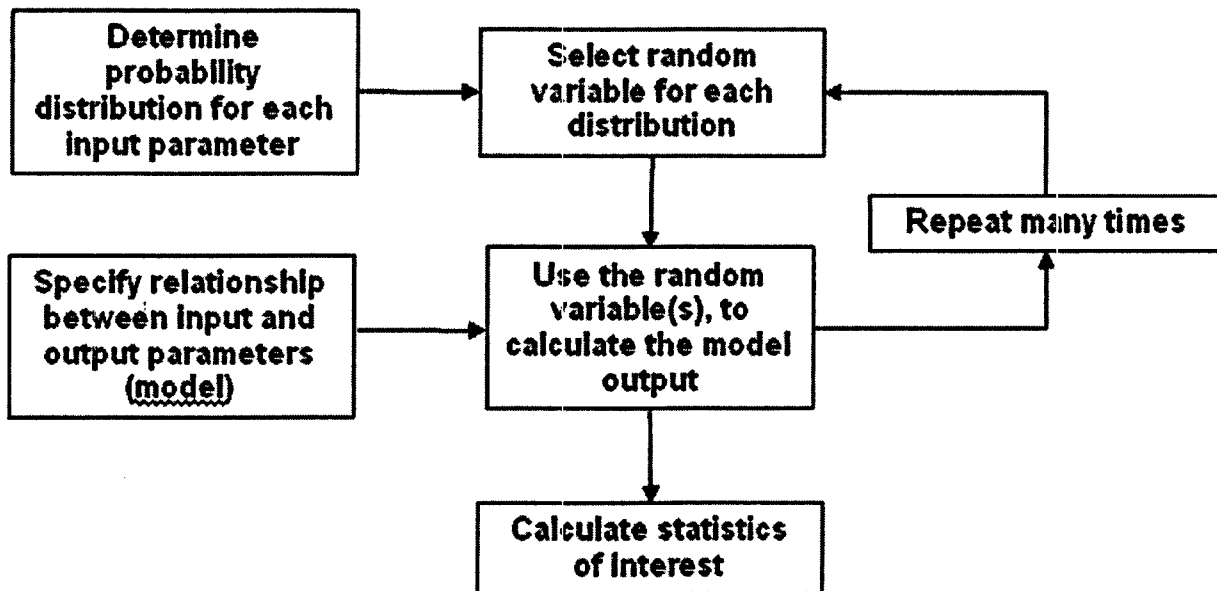 Determine
probability
distribution for each
input parameter
Select random
variable for each
distribution
Repeat many times
Specify relationship
between input and
output parameters
(model)
Use the random
variable(s), to
calculate the model
output
Calculate statistics
of interest